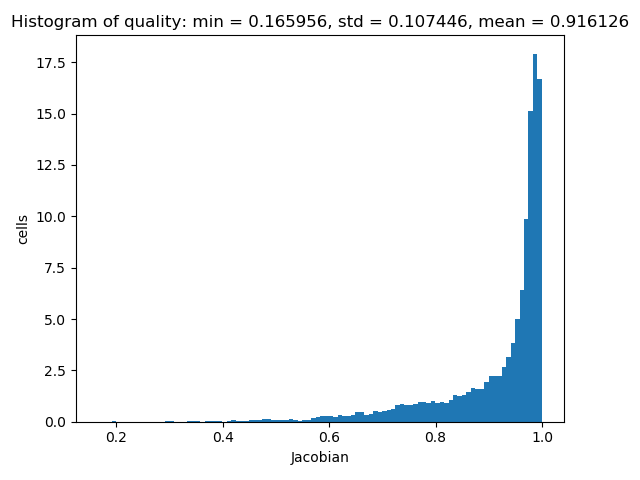 Histogram of quality: min = 0.165956, std = 0.107446, mean = 0.916126
17.5
15.0
12.5
10.0
7.5
5.0
2.5
0.0
cells
0.2 0.4 0.6 0.8 1.0
Jacobian